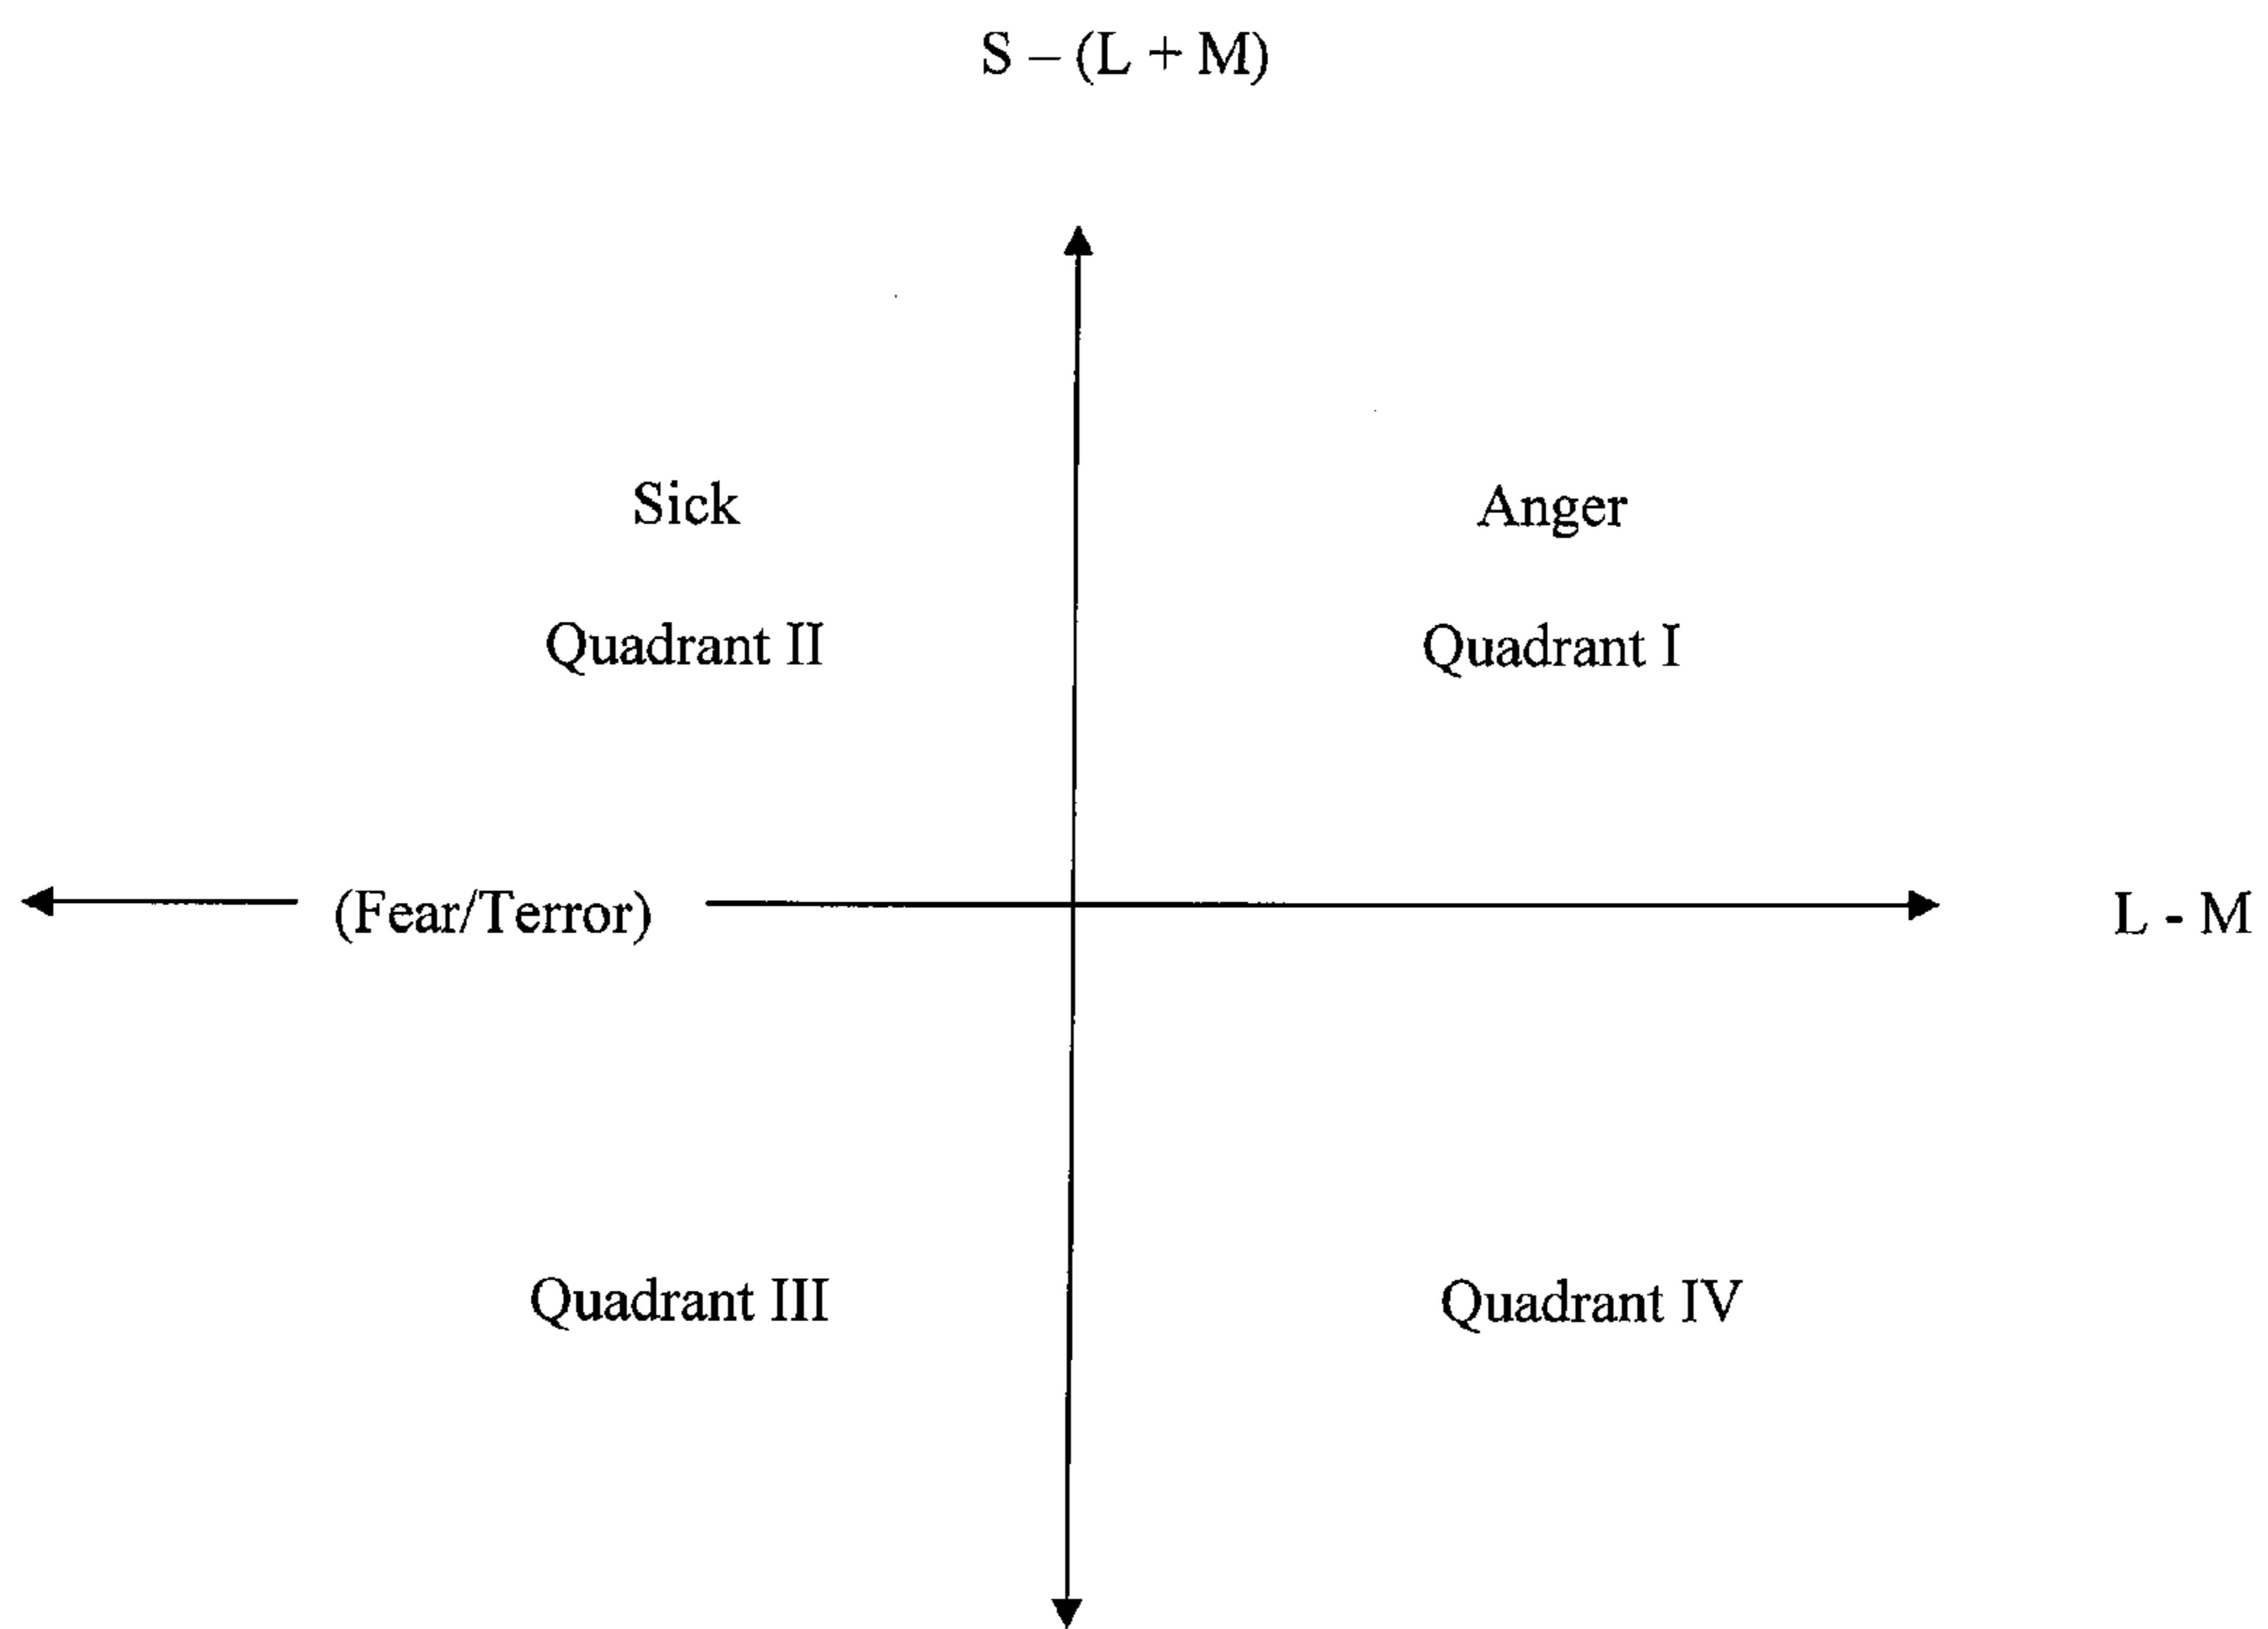 S – (L + M)
Sick
Anger
Quadrant II
Quadrant I
(Fear/Terror)
L - M
Quadrant III
Quadrant IV